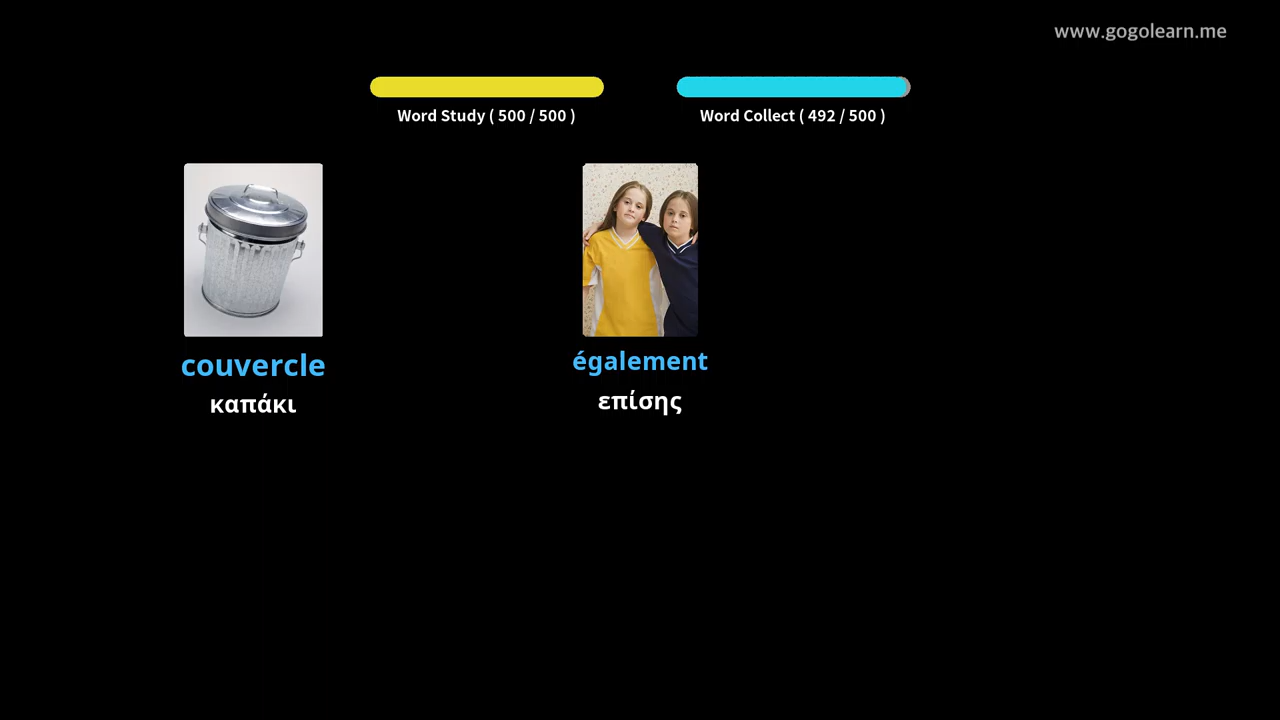 www.gogolearn.me
Word Study ( 500 / 500 )
Word Collect ( 492 / 500 )
couvercle
καπάκι
également
επίσης